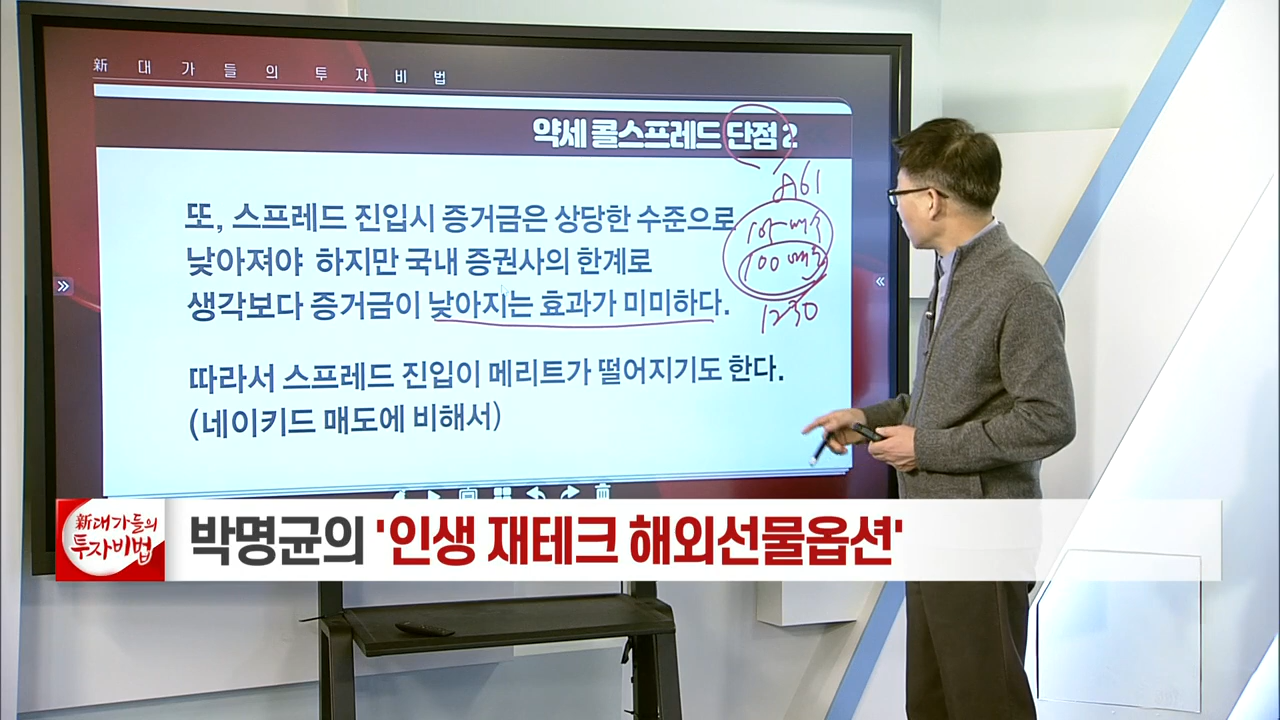 新 대 가 들 의 투 자 비 법
약세 콜스프레드 단점 2
또, 스프레드 진입시 증거금은 상당한 수준으로
낮아져야 하지만 국내 증권사의 한계로
생각보다 증거금이 낮아지는 효과가 미미하다.
따라서 스프레드 진입이 메리트가 떨어지기도 한다.
(네이키드 매도에 비해서)
105 매수
100 매도
1230
新대가들의
투자비법
박명균의 '인생 재테크 해외선물옵션'